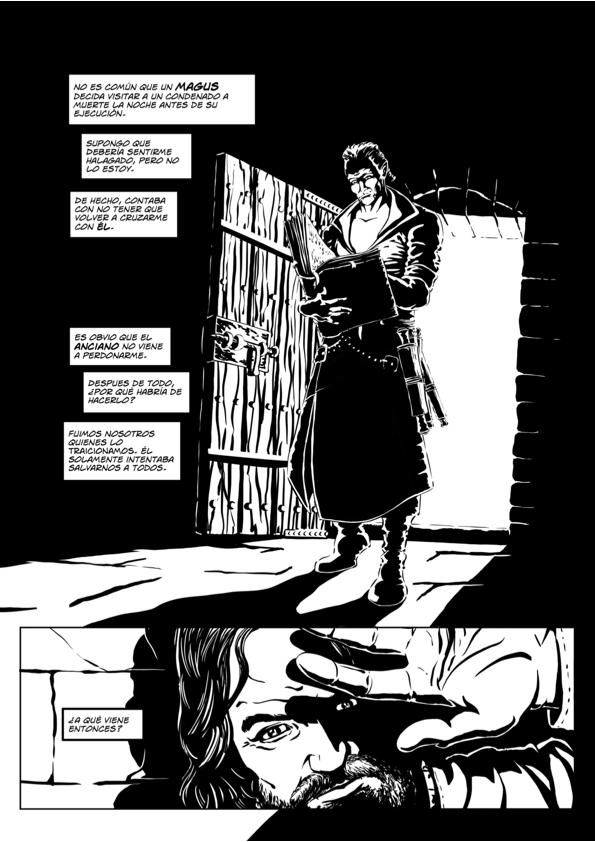 NO ES COMÚN QUE UN MAGUS
DECIDA VISITAR A UN CONDENADO A
MUERTE LA NOCHE ANTES DE SU
EJECUCIÓN.
SUPONGO QUE
DEBERÍA SENTIRME
HALAGADO, PERO NO
LO ESTOY.
DE HECHO, CONTABA
CON NO TENER QUE
VOLVER A CRUZARME
CON ÉL.
ES OBVIO QUE EL
ANCIANO NO VIENE
A PERDONARME.
DESPUES DE TODO,
¿POR QUÉ HABRÍA DE
HACERLO?
FUIMOS NOSOTROS
QUIENES LO
TRAICIONAMOS. ÉL
SOLAMENTE INTENTABA
SALVARNOS A TODOS.
¿A QUÉ VIENE
ENTONCES?